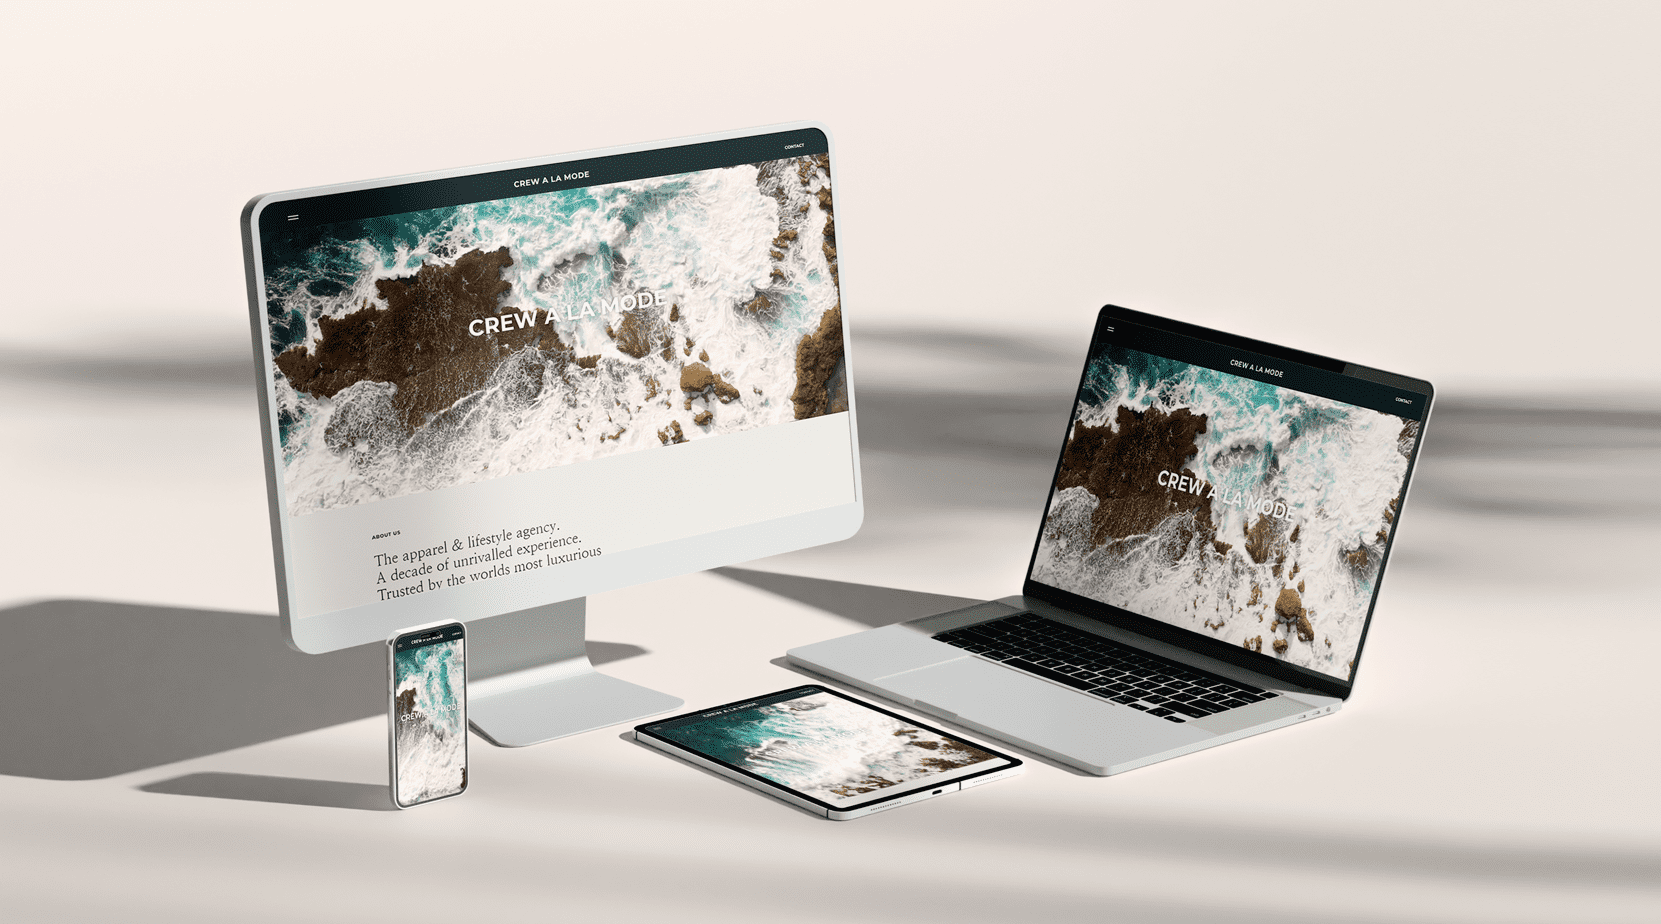 CONTACT
CREW A LA MODE
CREW A LA MODE
ABOUT US
The apparel & lifestyle agency.
A decade of unrivalled experience.
Trusted by the worlds most luxurious
CREW A LA MODE
CONTACT
CREW A LA MODE
CREW A LA MODE
CREW A LA MODE
CREW A LA MODE